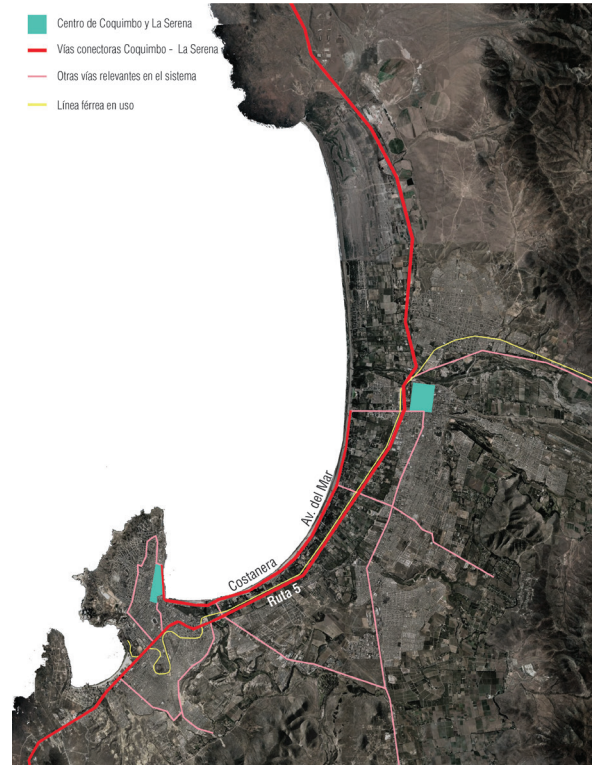 Centro de Coquimbo y La Serena
Vías conectoras Coquimbo - La Serena
Otras vías relevantes en el sistema
Línea férrea en uso
Av. del Mar
Costanera
Ruta 5